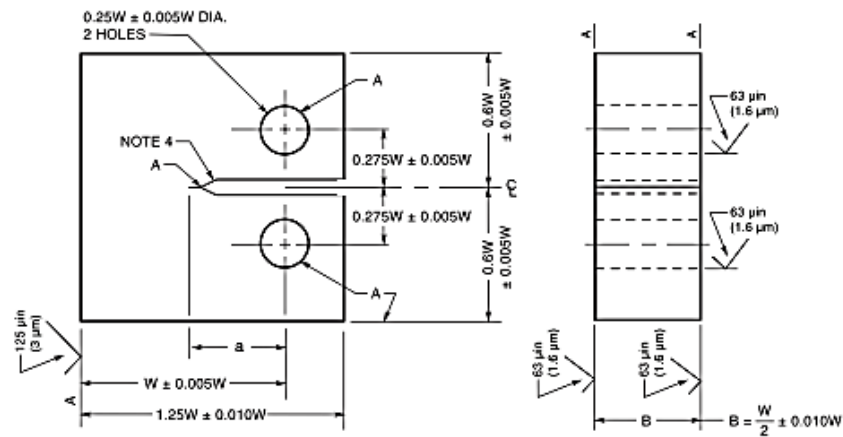 0.25W ± 0.005W DIA.
2 HOLES
A
NOTE 4
A
0.275W ± 0.005W
0.275W ± 0.005W
A
0.6W
± 0.005W
0.6W
± 0.005W
125 µin
(3 µm)
a
W ± 0.005W
A
1.25W ± 0.010W
A
A
63 µin
(1.6 µm)
63 µin
(1.6 µm)
63 µin
(1.6 µm)
63 µin
(1.6 µm)
B
B = W/2 ± 0.010W